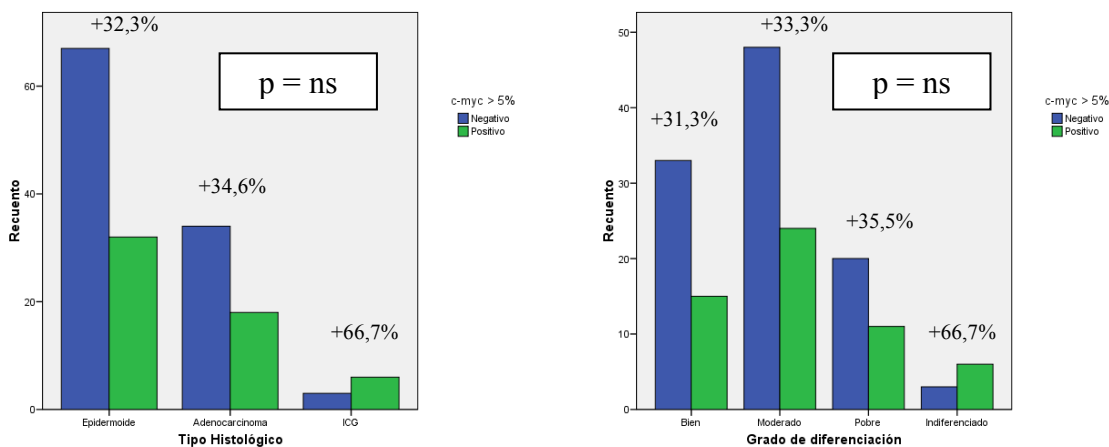 +32,3%
p = ns
+34,6%
+66,7%
60
40
20
0
Recuento
Epidermoide Adenocarcinoma ICG
Tipo Histológico
c-myc > 5%
Negativo
Positivo
+33,3%
p = ns
+31,3%
+35,5%
+66,7%
50
40
30
20
10
0
Recuento
Bien Moderado Pobre Indiferenciado
Grado de diferenciación
c-myc > 5%
Negativo
Positivo